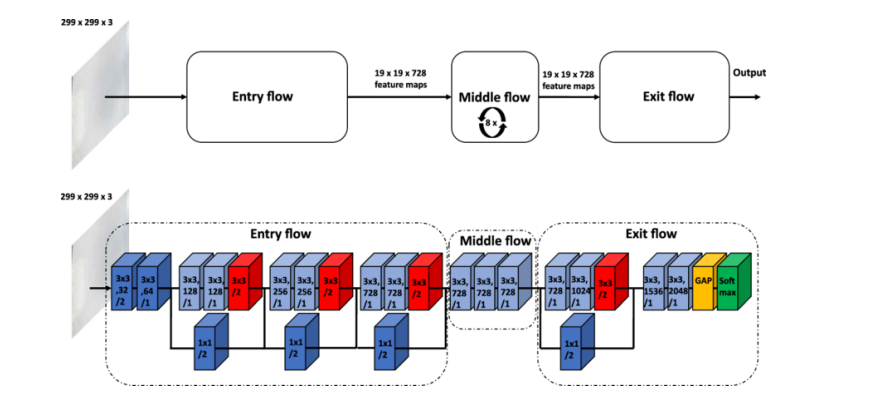 299 x 299 x 3
Entry flow
19 x 19 x 728
feature maps
Middle flow
8 x
19 x 19 x 728
feature maps
Exit flow
Output
299 x 299 x 3
Entry flow
Middle flow
Exit flow
3x3
,32
/2
3x3
,64
/1
3x3,
128
/1
3x3,
128
/1
3x3
/2
3x3,
256
/1
3x3,
256
/1
3x3
/2
3x3,
728
/1
3x3,
728
/1
3x3
/2
3x3,
728
/1
3x3,
728
/1
3x3,
728
/1
3x3,
728
/1
3x3,
1024
/1
3x3
/2
3x3,
1536
/1
3x3,
2048
/1
GAP
Soft
max
1x1
/2
1x1
/2
1x1
/2
1x1
/2